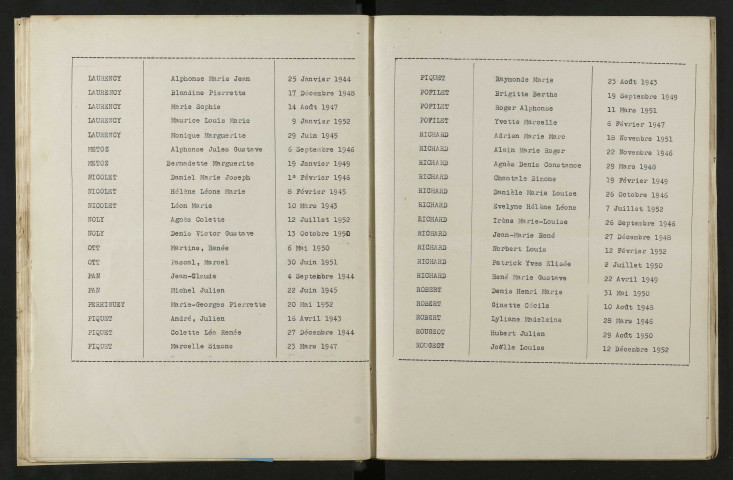 LAURENCY Alphonse Marie Jean 25 Janvier 1944
LAURENCY Blandine Pierrette 17 Décembre 1948
LAURENCY Marie Sophie 14 Août 1947
LAURENCY Maurice Louis Marie 9 Janvier 1952
LAURENCY Monique Marguerite 29 Juin 1945
METOZ Alphonse Jules Gustave 6 Septembre 1946
METOZ Bernadette Marguerite 19 Janvier 1949
NICOLET Daniel Marie Joseph 1° Février 1946
NICOLET Hélène Léone Marie 8 Février 1945
NICOLET Léon Marie 10 Mars 1943
NOLY Agnès Colette 12 Juillet 1952
NOLY Denis Victor Gustave 13 Octobre 1950
OTT Martine, Renée 6 Mai 1950
OTT Pascal, Marcel 30 Juin 1951
PAN Jean-Claude 4 Septembre 1944
PAN Michel Julien 22 Juin 1945
PERRIGUEY Marie-Georges Pierrette 20 Mai 1952
PIQUET André, Julien 16 Avril 1943
PIQUET Colette Léa Renée 27 Décembre 1944
PIQUET Marcelle Simone 23 Mars 1947
PIQUET Raymonde Marie 23 Août 1943
POFILET Brigitte Berthe 19 Septembre 1949
POFILET Roger Alphonse 11 Mars 1951
POFILET Yvette Marcelle 6 Février 1947
RICHARD Adrien Marie Marc 18 Novembre 1951
RICHARD Alain Marie Roger 22 Novembre 1946
RICHARD Agnès Denis Constance 29 Mars 1948
RICHARD Chantale Simone 19 Février 1949
RICHARD Danièle Marie Louise 26 Octobre 1946
RICHARD Evelyne Hélène Léone 7 Juillet 1952
RICHARD Irène Marie-Louise 26 Septembre 1946
RICHARD Jean-Marie René 27 Décembre 1948
RICHARD Norbert Louis 12 Février 1952
RICHARD Patrick Yves Elisée 2 Juillet 1950
RICHARD René Marie Gustave 22 Avril 1949
ROBERT Denis Henri Marie 31 Mai 1950
ROBERT Ginette Cécile 10 Août 1948
ROBERT Lyliane Madeleine 28 Mars 1946
ROUGEOT Hubert Julien 29 Août 1950
ROUGEOT Joëlle Louise 12 Décembre 1952